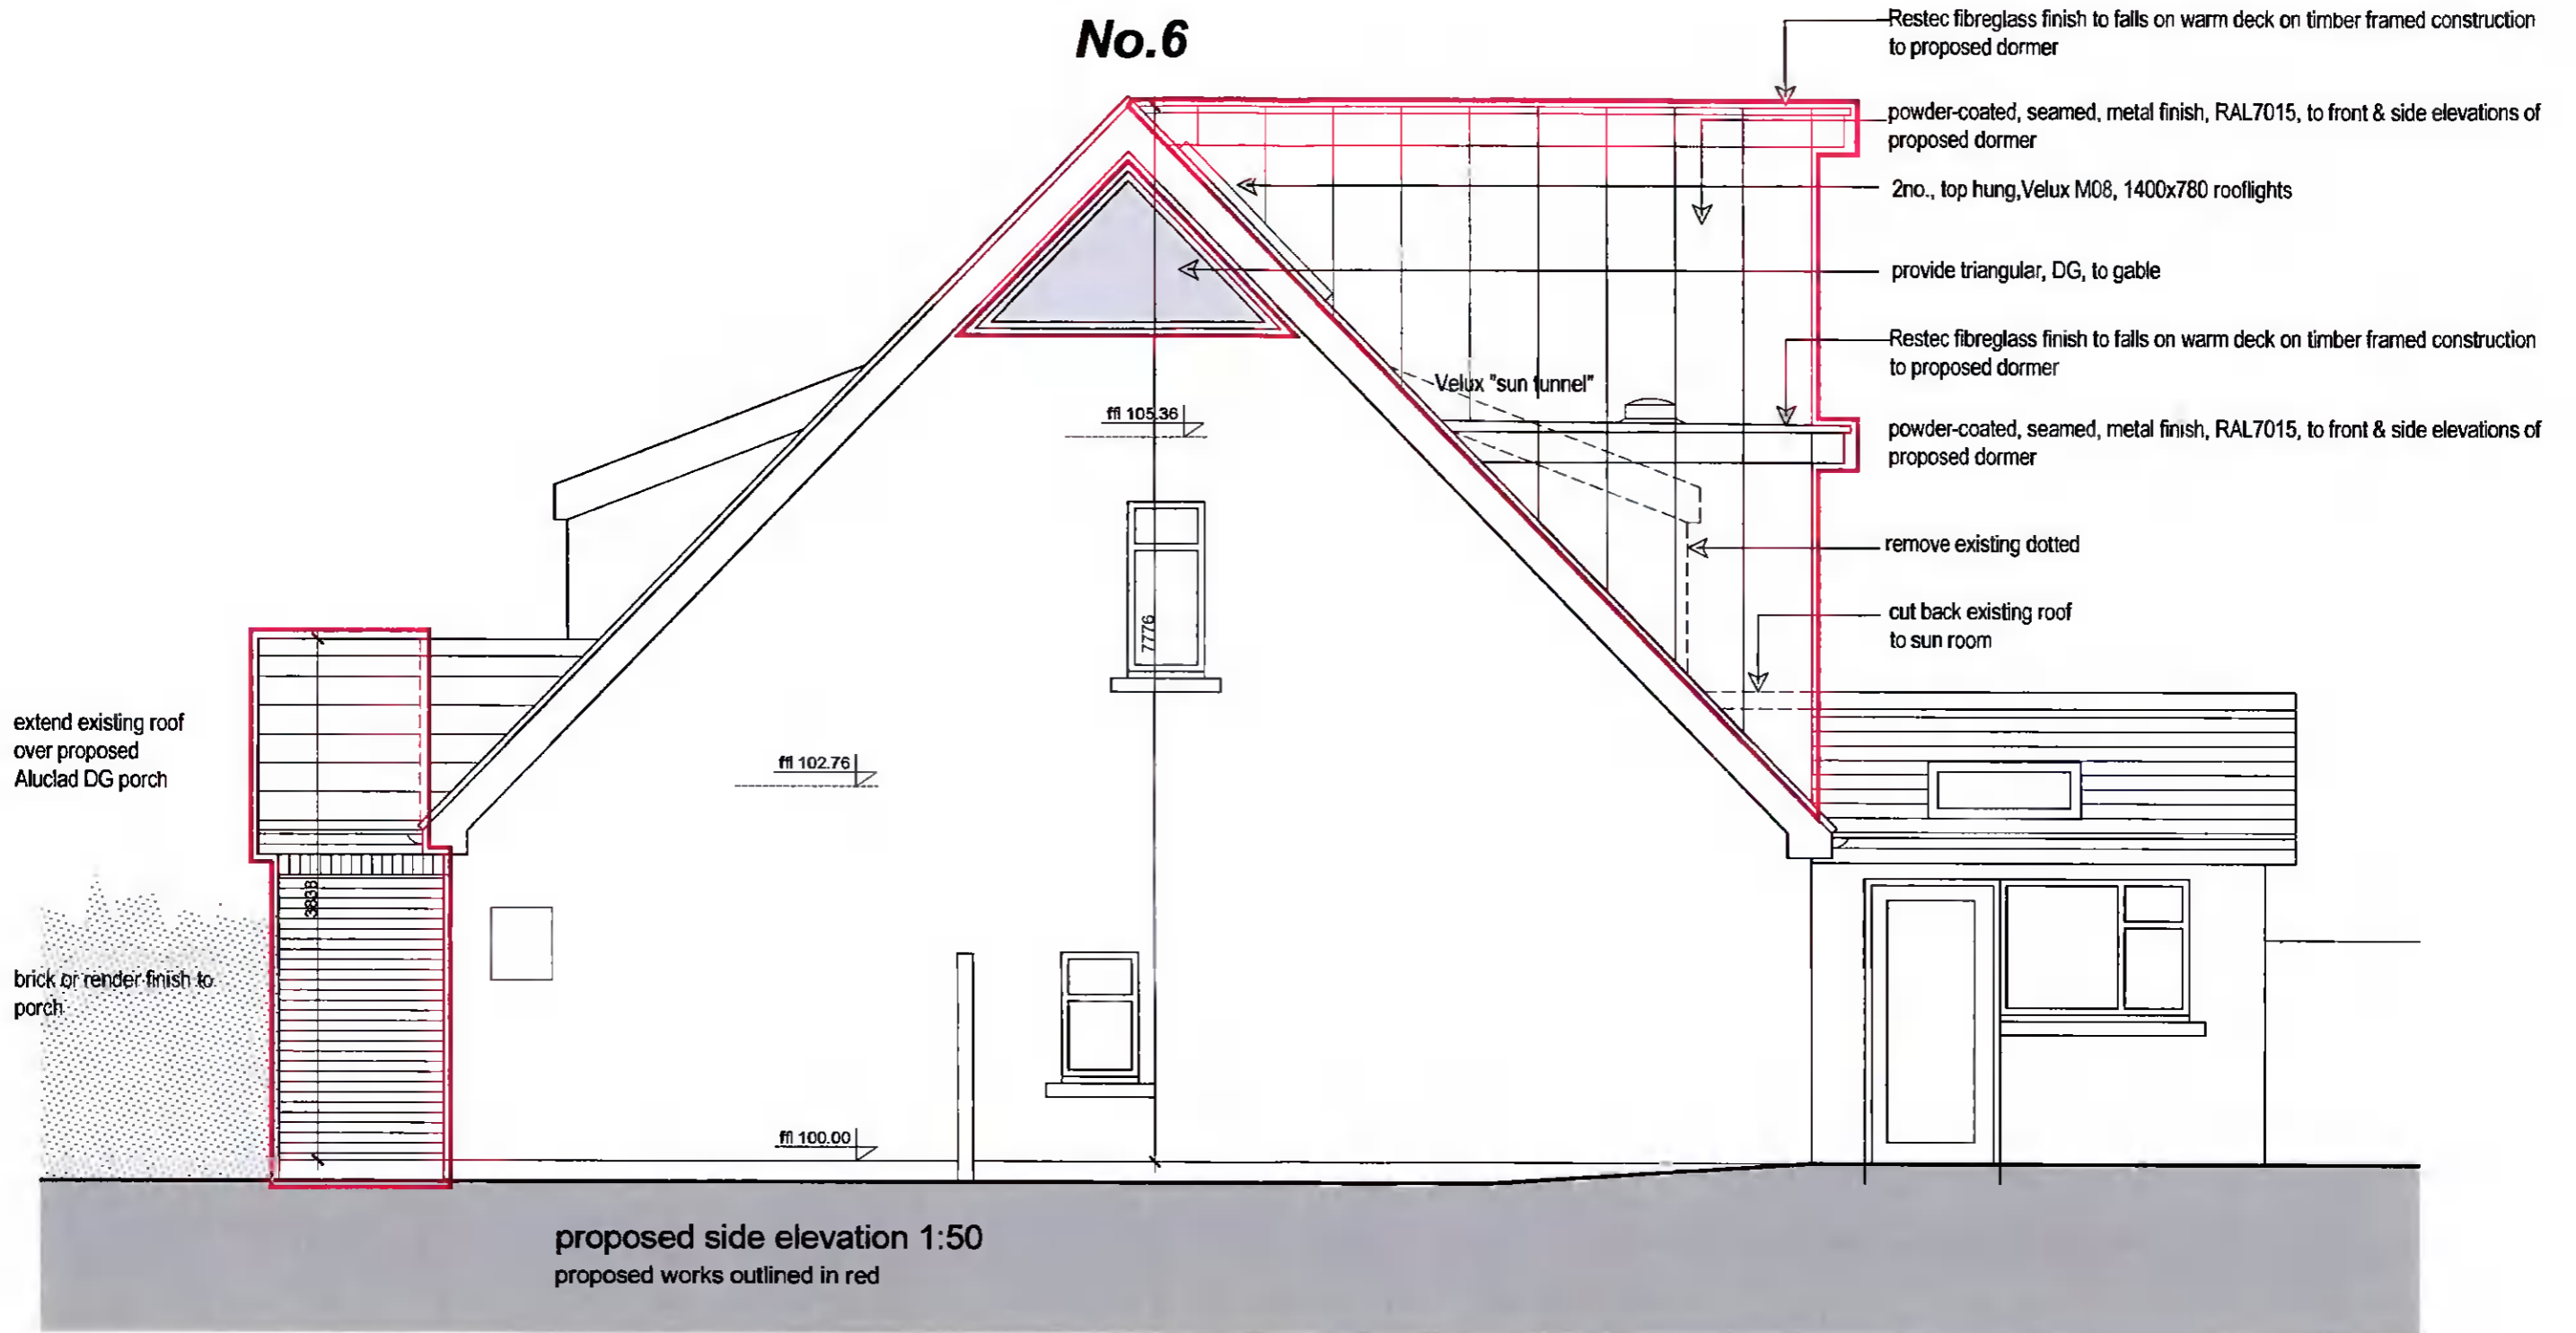 No.6
Restec fibreglass finish to falls on warm deck on timber framed construction
to proposed dormer
powder-coated, seamed, metal finish, RAL7015, to front & side elevations of
proposed dormer
2no., top hung,Velux M08, 1400x780 rooflights
provide triangular, DG, to gable
Restec fibreglass finish to falls on warm deck on timber framed construction
to proposed dormer
Velux "sun funnel"
ffl 105.36
powder-coated, seamed, metal finish, RAL7015, to front & side elevations of
proposed dormer
remove existing dotted
cut back existing roof
to sun room
7776
extend existing roof
over proposed
Aluclad DG porch
ffl 102.76
3838
brick or render finish to
porch
ffl 100.00
proposed side elevation 1:50
proposed works outlined in red